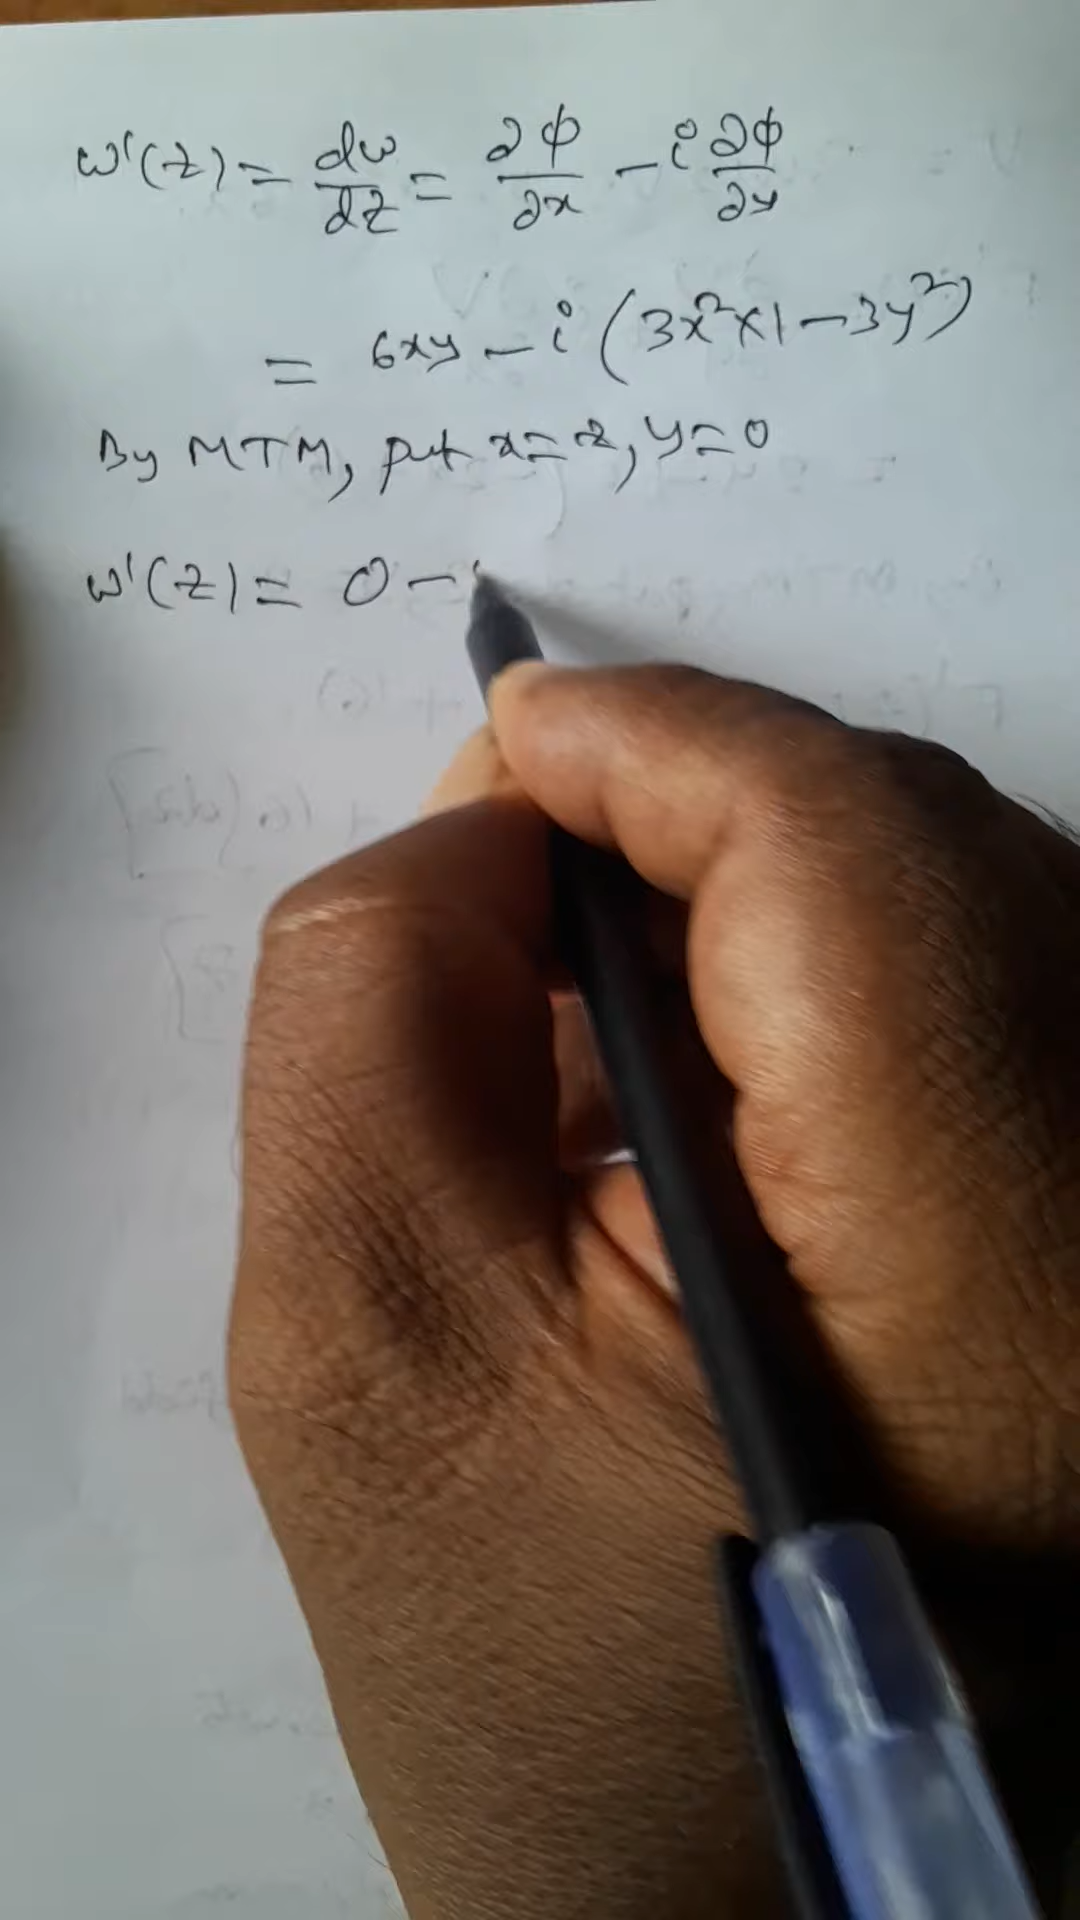 w'(z) = dw/dz = ∂φ/∂x - i ∂φ/∂y
= 6xy - i (3x²×1 - 3y²)
By MTM, put x=z, y=0
w'(z) = 0 -